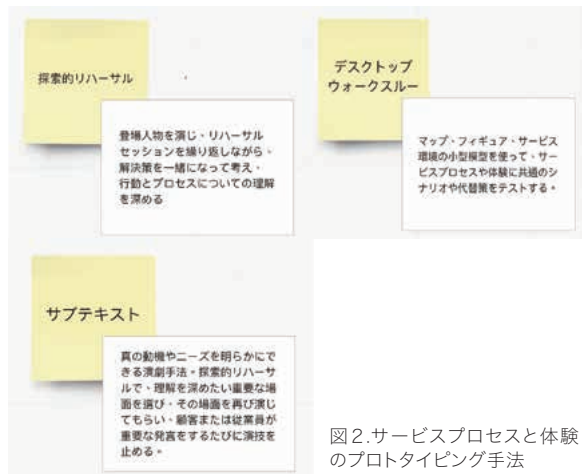 探索的リハーサル
登場人物を演じ・リハーサル
セッションを繰り返しながら・
解決策を一緒になって考え・
行動とプロセスについての理解
を深める
デスクトップ
ウォークスルー
マップ・フィギュア・サービス
環境の小型模型を使って・サー
ビスプロセスや体験に共通のシ
ナリオや代替策をテストする・
サブテキスト
真の動機やニーズを明らかにで
きる演劇手法・探索的リハーサ
ルで・理解を深めたい重要な場
面を選び・その場面を再び演じ
てもらい・顧客または従業員が
重要な発言をするたびに演技を
止める・
図2.サービスプロセスと体験
のプロトタイピング手法